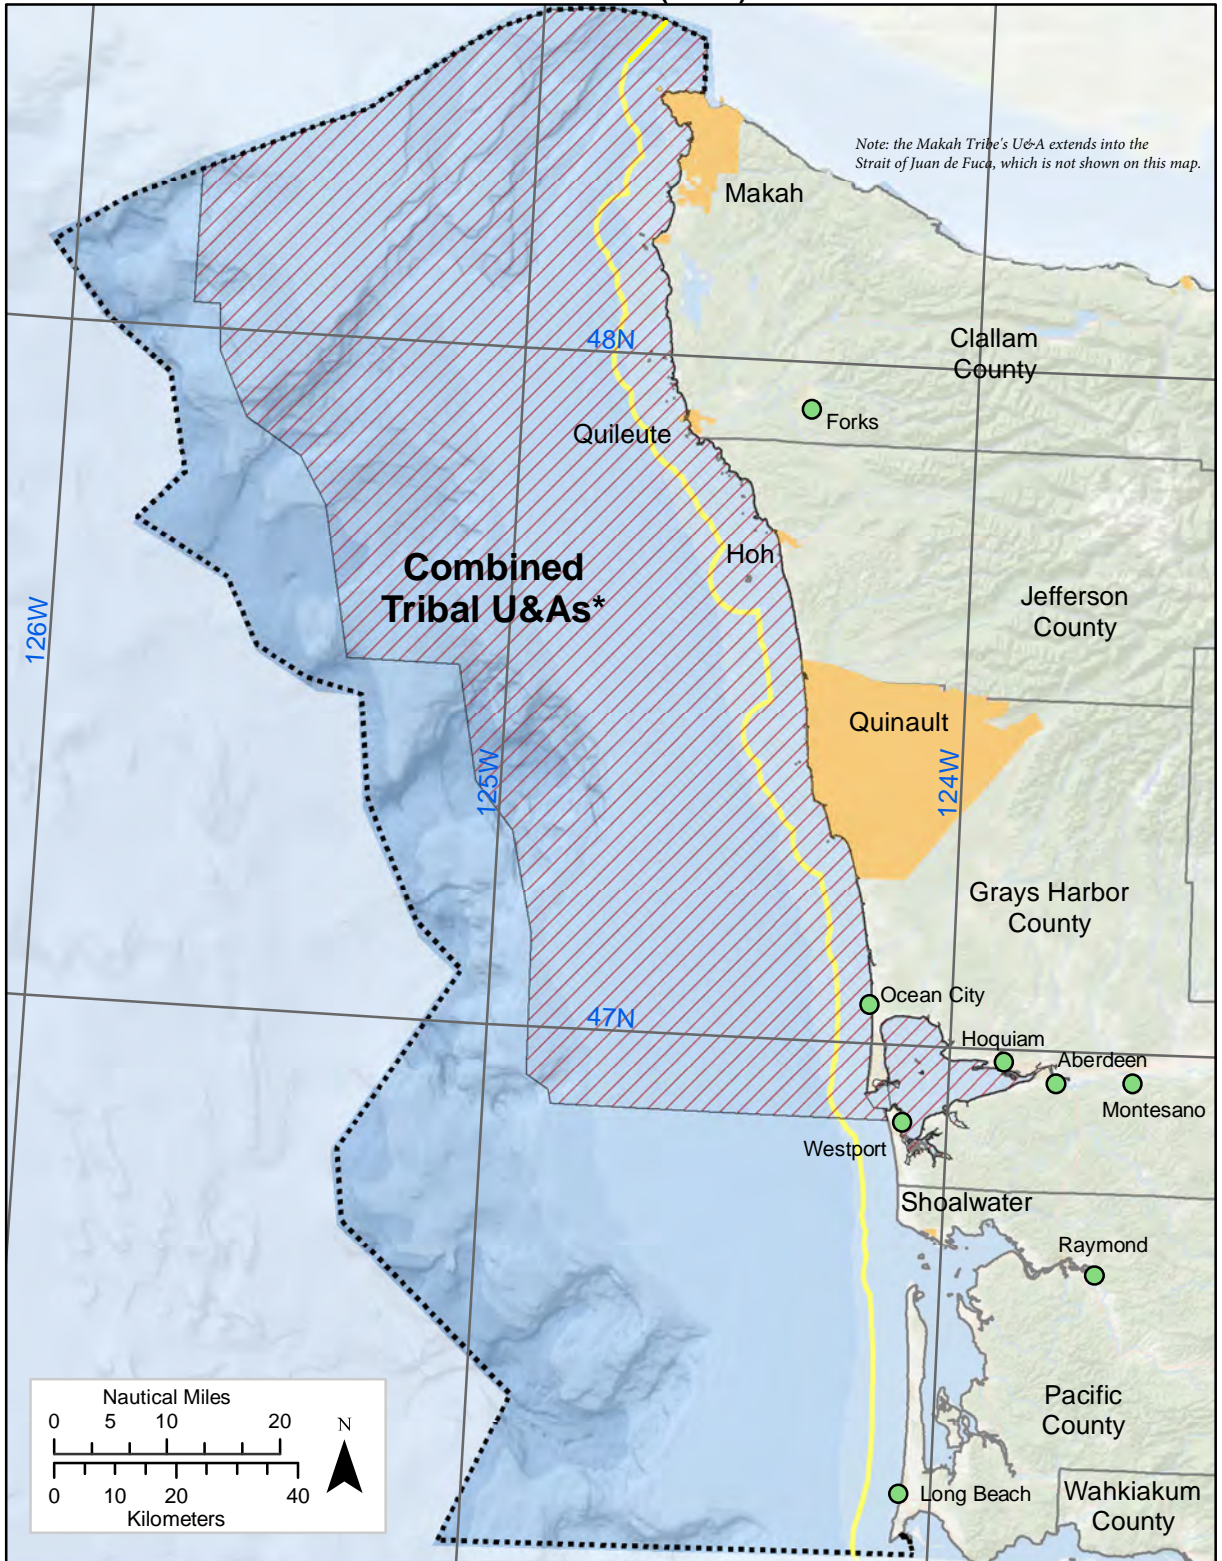 Note: the Makah Tribe's U&A extends into the
Strait of Juan de Fuca, which is not shown on this map.
Makah
48N
Clallam
County
Forks
Quileute
Hoh
Combined
Tribal U&As*
Jefferson
County
126W
Quinault
125W
124W
Grays Harbor
County
Ocean City
47N
Hoquiam
Aberdeen
Montesano
Westport
Shoalwater
Raymond
Pacific
County
Long Beach
Wahkiakum
County
Nautical Miles
0 5 10 20
N
0 10 20 40
Kilometers